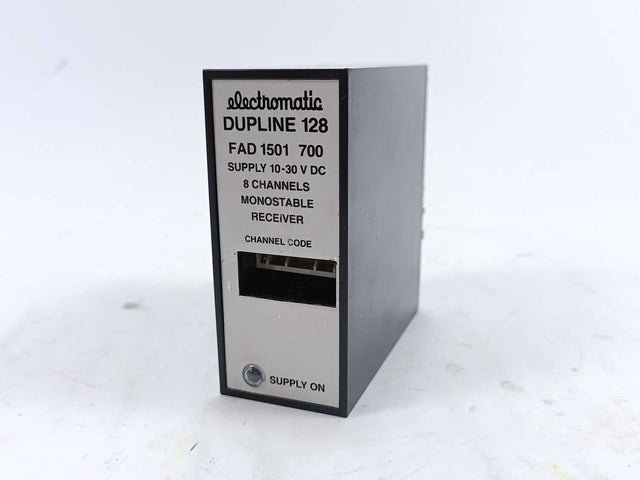 electromatic
DUPLINE 128
FAD 1501 700
SUPPLY 10-30 V DC
8 CHANNELS
MONOSTABLE
RECEiVER
CHANNEL CODE
SUPPLY ON